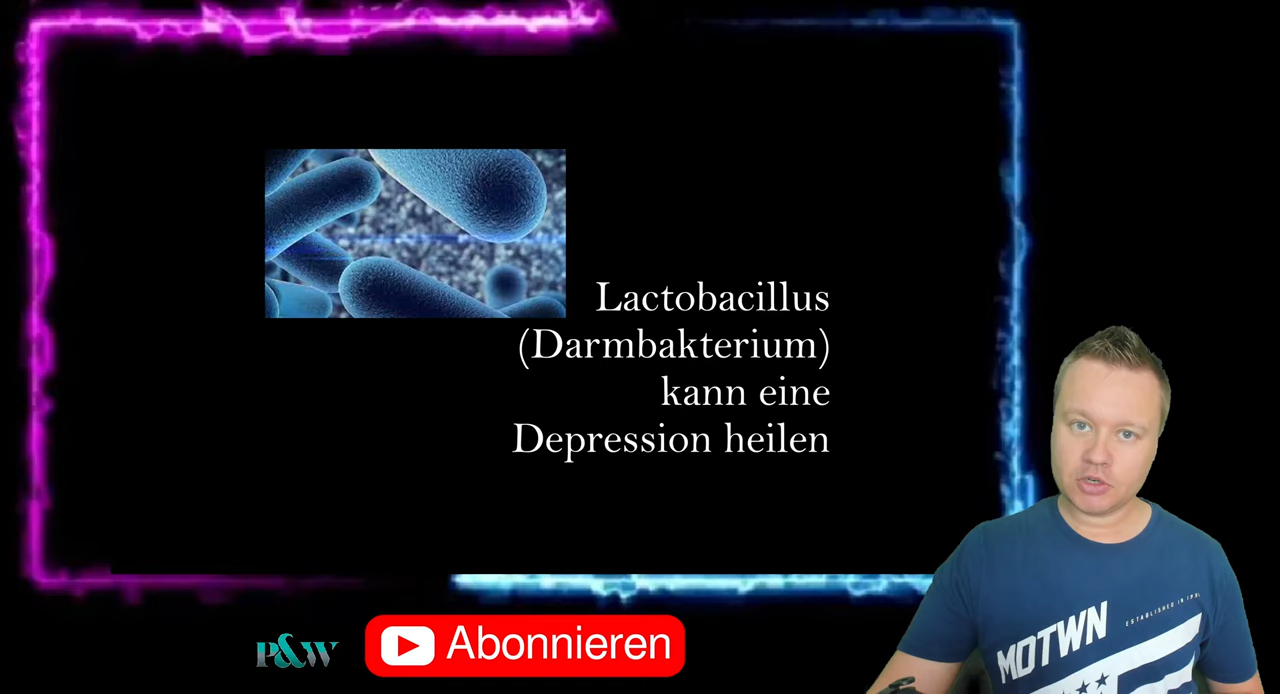 Lactobacillus
(Darmbakterium)
kann eine
Depression heilen
P&W
Abonnieren
MOTWN